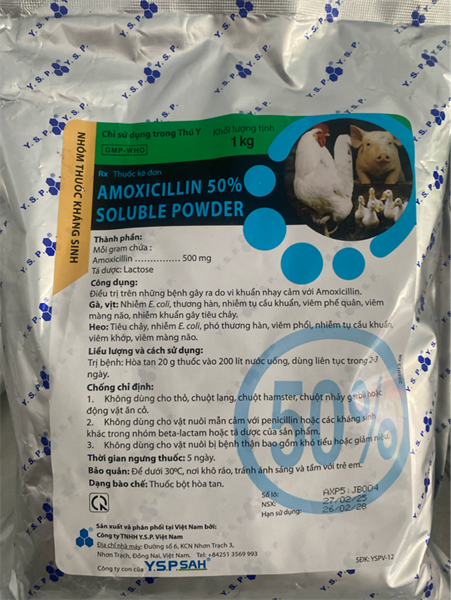 Y.S.P.
NHÓM THUỐC KHÁNG SINH
Chỉ sử dụng trong Thú Y
Khối lượng tịnh
1 kg
GMP-WHO
Rx Thuốc kê đơn
AMOXICILLIN 50%
SOLUBLE POWDER
Thành phần:
Mỗi gram chứa :
Amoxicillin ................ 500 mg
Tá dược: Lactose
Công dụng:
Điều trị trên những bệnh gây ra do vi khuẩn nhạy cảm với Amoxicillin.
Gà, vịt: Nhiễm E.coli, thương hàn, nhiễm tụ cầu khuẩn, viêm phế quản, viêm
màng não, nhiễm khuẩn gây tiêu chảy.
Heo: Tiêu chảy, nhiễm E. coli, phó thương hàn, viêm phổi, nhiễm tụ cầu khuẩn,
viêm khớp, viêm màng não.
Liều lượng và cách sử dụng:
Trị bệnh: Hòa tan 20 g thuốc vào 200 lít nước uống, dùng liên tục trong 2-3
ngày.
Chống chỉ định:
1. Không dùng cho thỏ, chuột lang, chuột hamster, chuột nhảy gerbil hoặc
động vật ăn cỏ.
2. Không dùng cho vật nuôi mẫn cảm với penicillin hoặc các kháng sinh
khác trong nhóm beta-lactam hoặc tá dược của sản phẩm.
3. Không dùng cho vật nuôi bị bệnh thận bao gồm khó tiểu hoặc giảm niệu.
Thời gian ngưng thuốc: 5 ngày.
Bảo quản: Để dưới 30ºC, nơi khô ráo, tránh ánh sáng và tầm với trẻ em.
Dạng bào chế: Thuốc bột hòa tan.
50%
Số lô: AXP5:JB004
NSX: 27/02/25
Hạn sử dụng: 26/02/28
Sản xuất và phân phối tại Việt Nam bởi:
Công ty TNHH Y.S.P. Việt Nam
Địa chỉ nhà máy: Đường số 6, KCN Nhơn Trạch 3,
Nhơn Trạch, Đồng Nai, Việt Nam. Tel: +84251 3569 993
Công ty con của Y.S.P.SAH
SĐK: YSPV-12